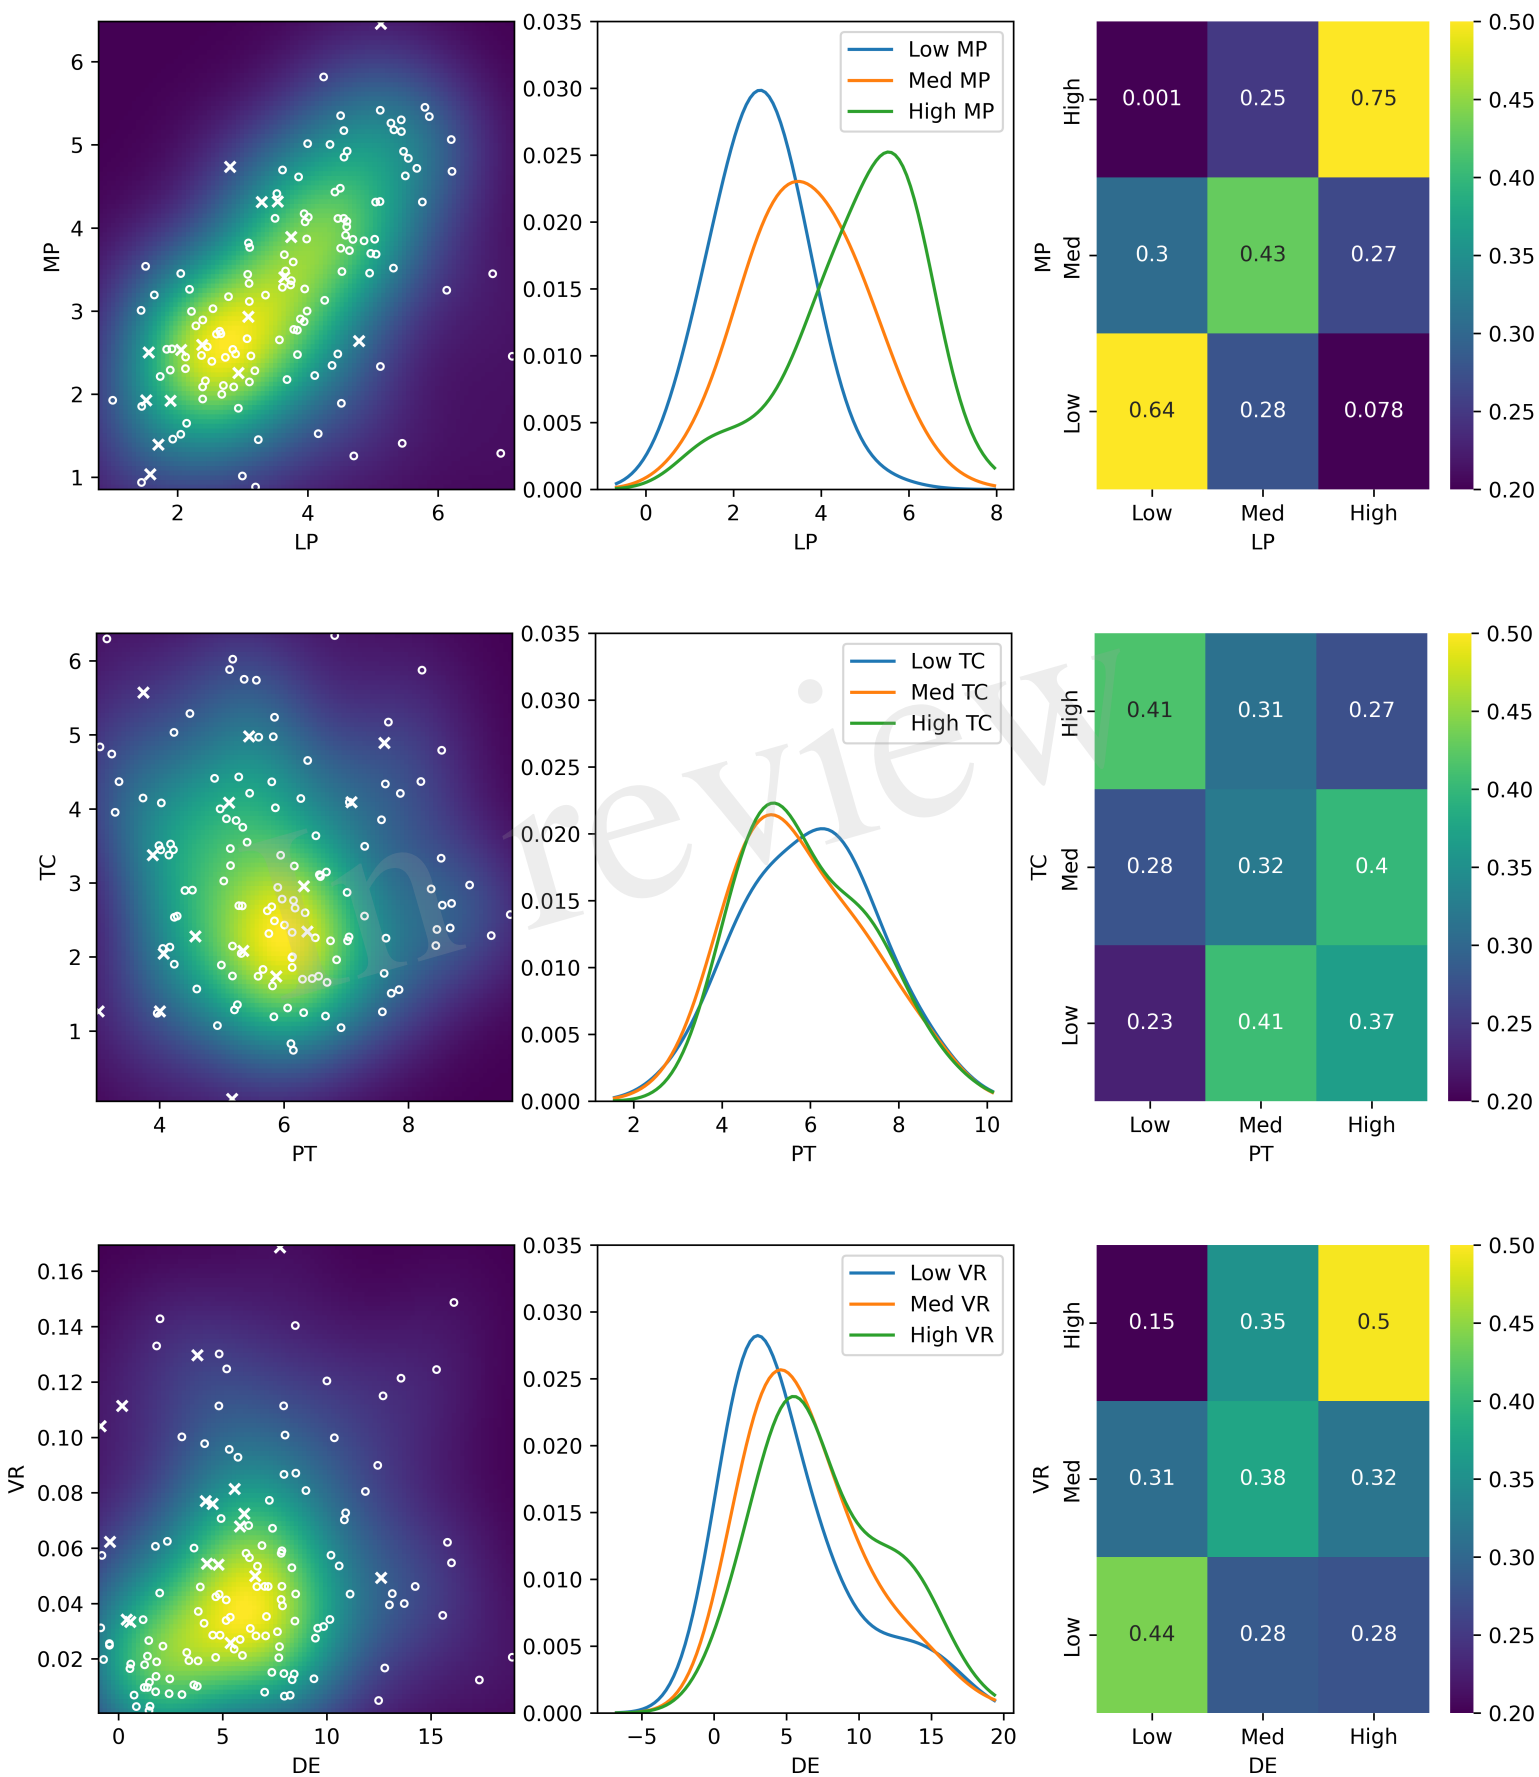 6
5
4
3
2
1
MP
2 4 6
LP
0.035
0.030
0.025
0.020
0.015
0.010
0.005
0.000
Low MP
Med MP
High MP
0 2 4 6 8
LP
High
Med
Low
MP
0.001 0.25 0.75
0.3 0.43 0.27
0.64 0.28 0.078
Low Med High
LP
0.50
0.45
0.40
0.35
0.30
0.25
0.20
6
5
4
3
2
1
TC
4 6 8
PT
0.035
0.030
0.025
0.020
0.015
0.010
0.005
0.000
Low TC
Med TC
High TC
2 4 6 8 10
PT
High
Med
Low
TC
0.41 0.31 0.27
0.28 0.32 0.4
0.23 0.41 0.37
Low Med High
PT
0.50
0.45
0.40
0.35
0.30
0.25
0.20
In review
0.16
0.14
0.12
0.10
0.08
0.06
0.04
0.02
VR
0 5 10 15
DE
0.035
0.030
0.025
0.020
0.015
0.010
0.005
0.000
Low VR
Med VR
High VR
−5 0 5 10 15 20
DE
High
Med
Low
VR
0.15 0.35 0.5
0.31 0.38 0.32
0.44 0.28 0.28
Low Med High
DE
0.50
0.45
0.40
0.35
0.30
0.25
0.20